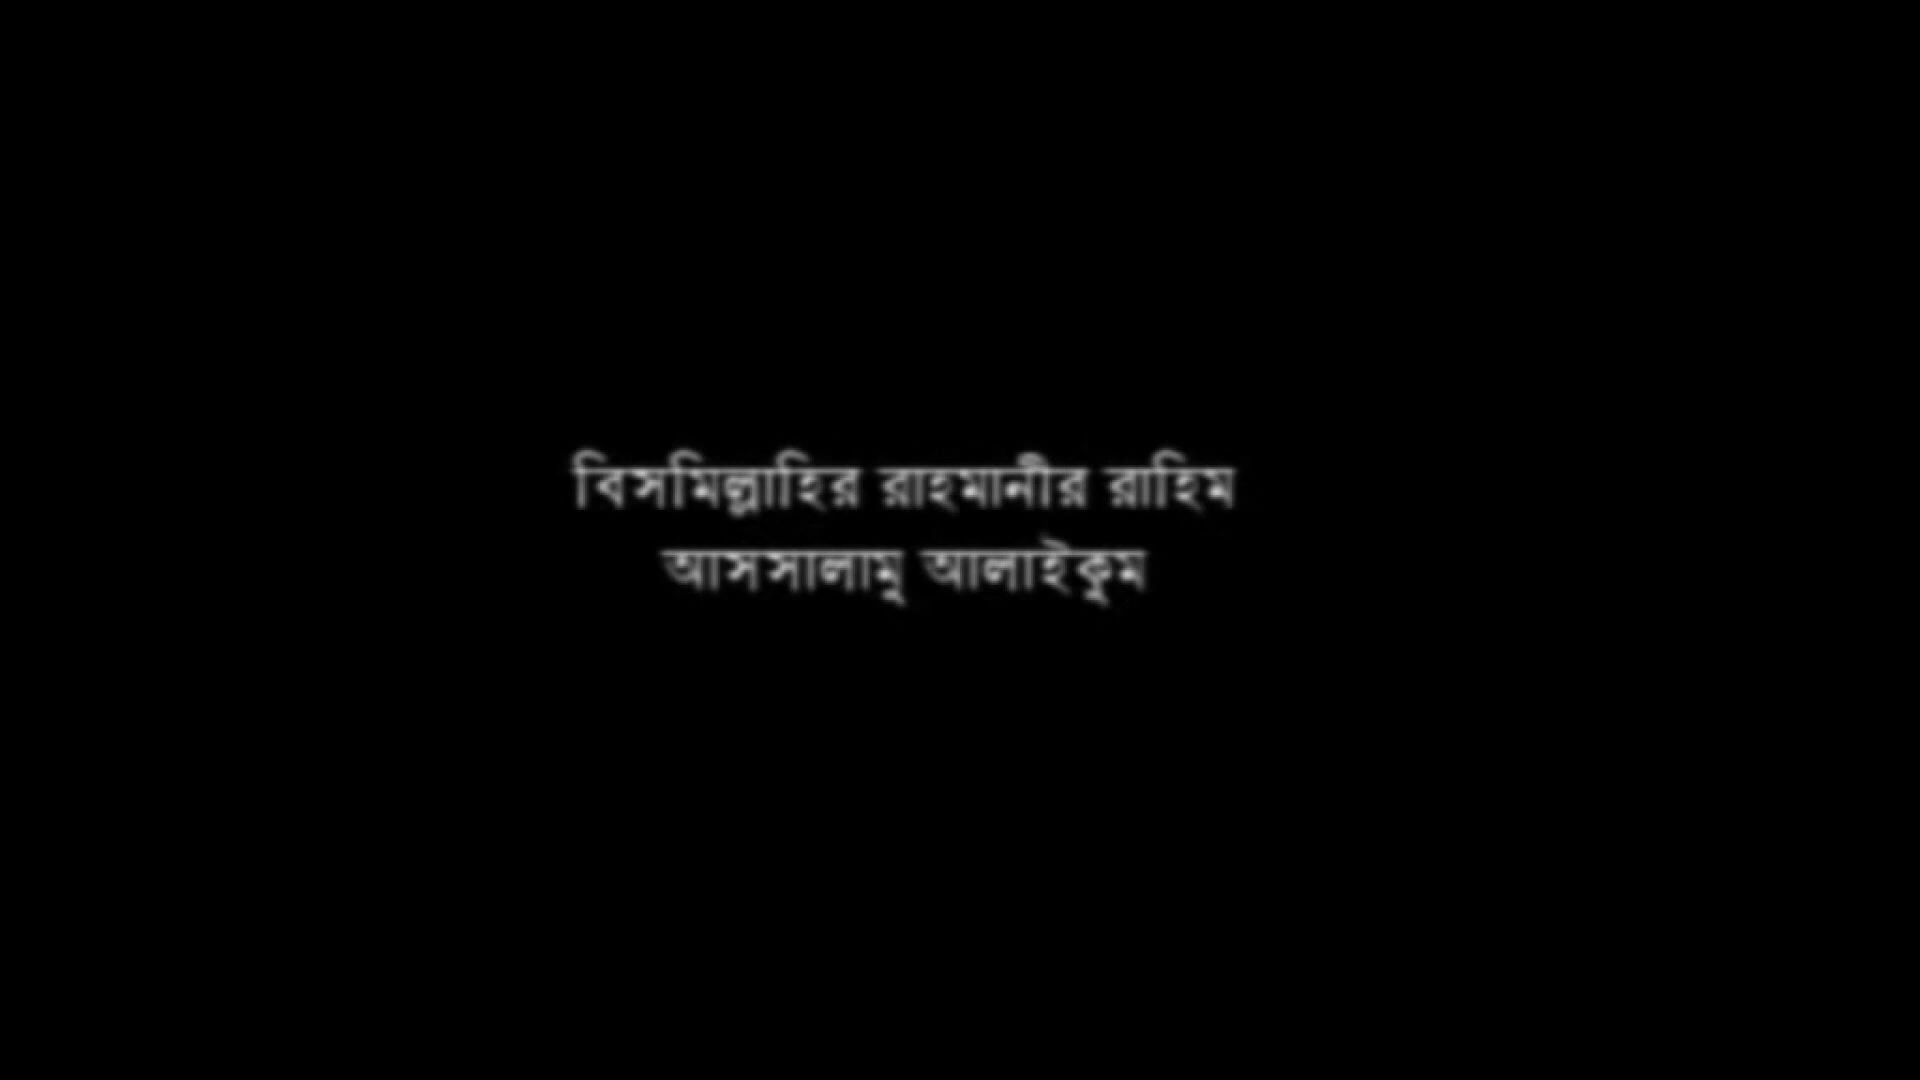 বিসমিল্লাহির রাহমানীর রাহিম
আসসালামু আলাইকুম